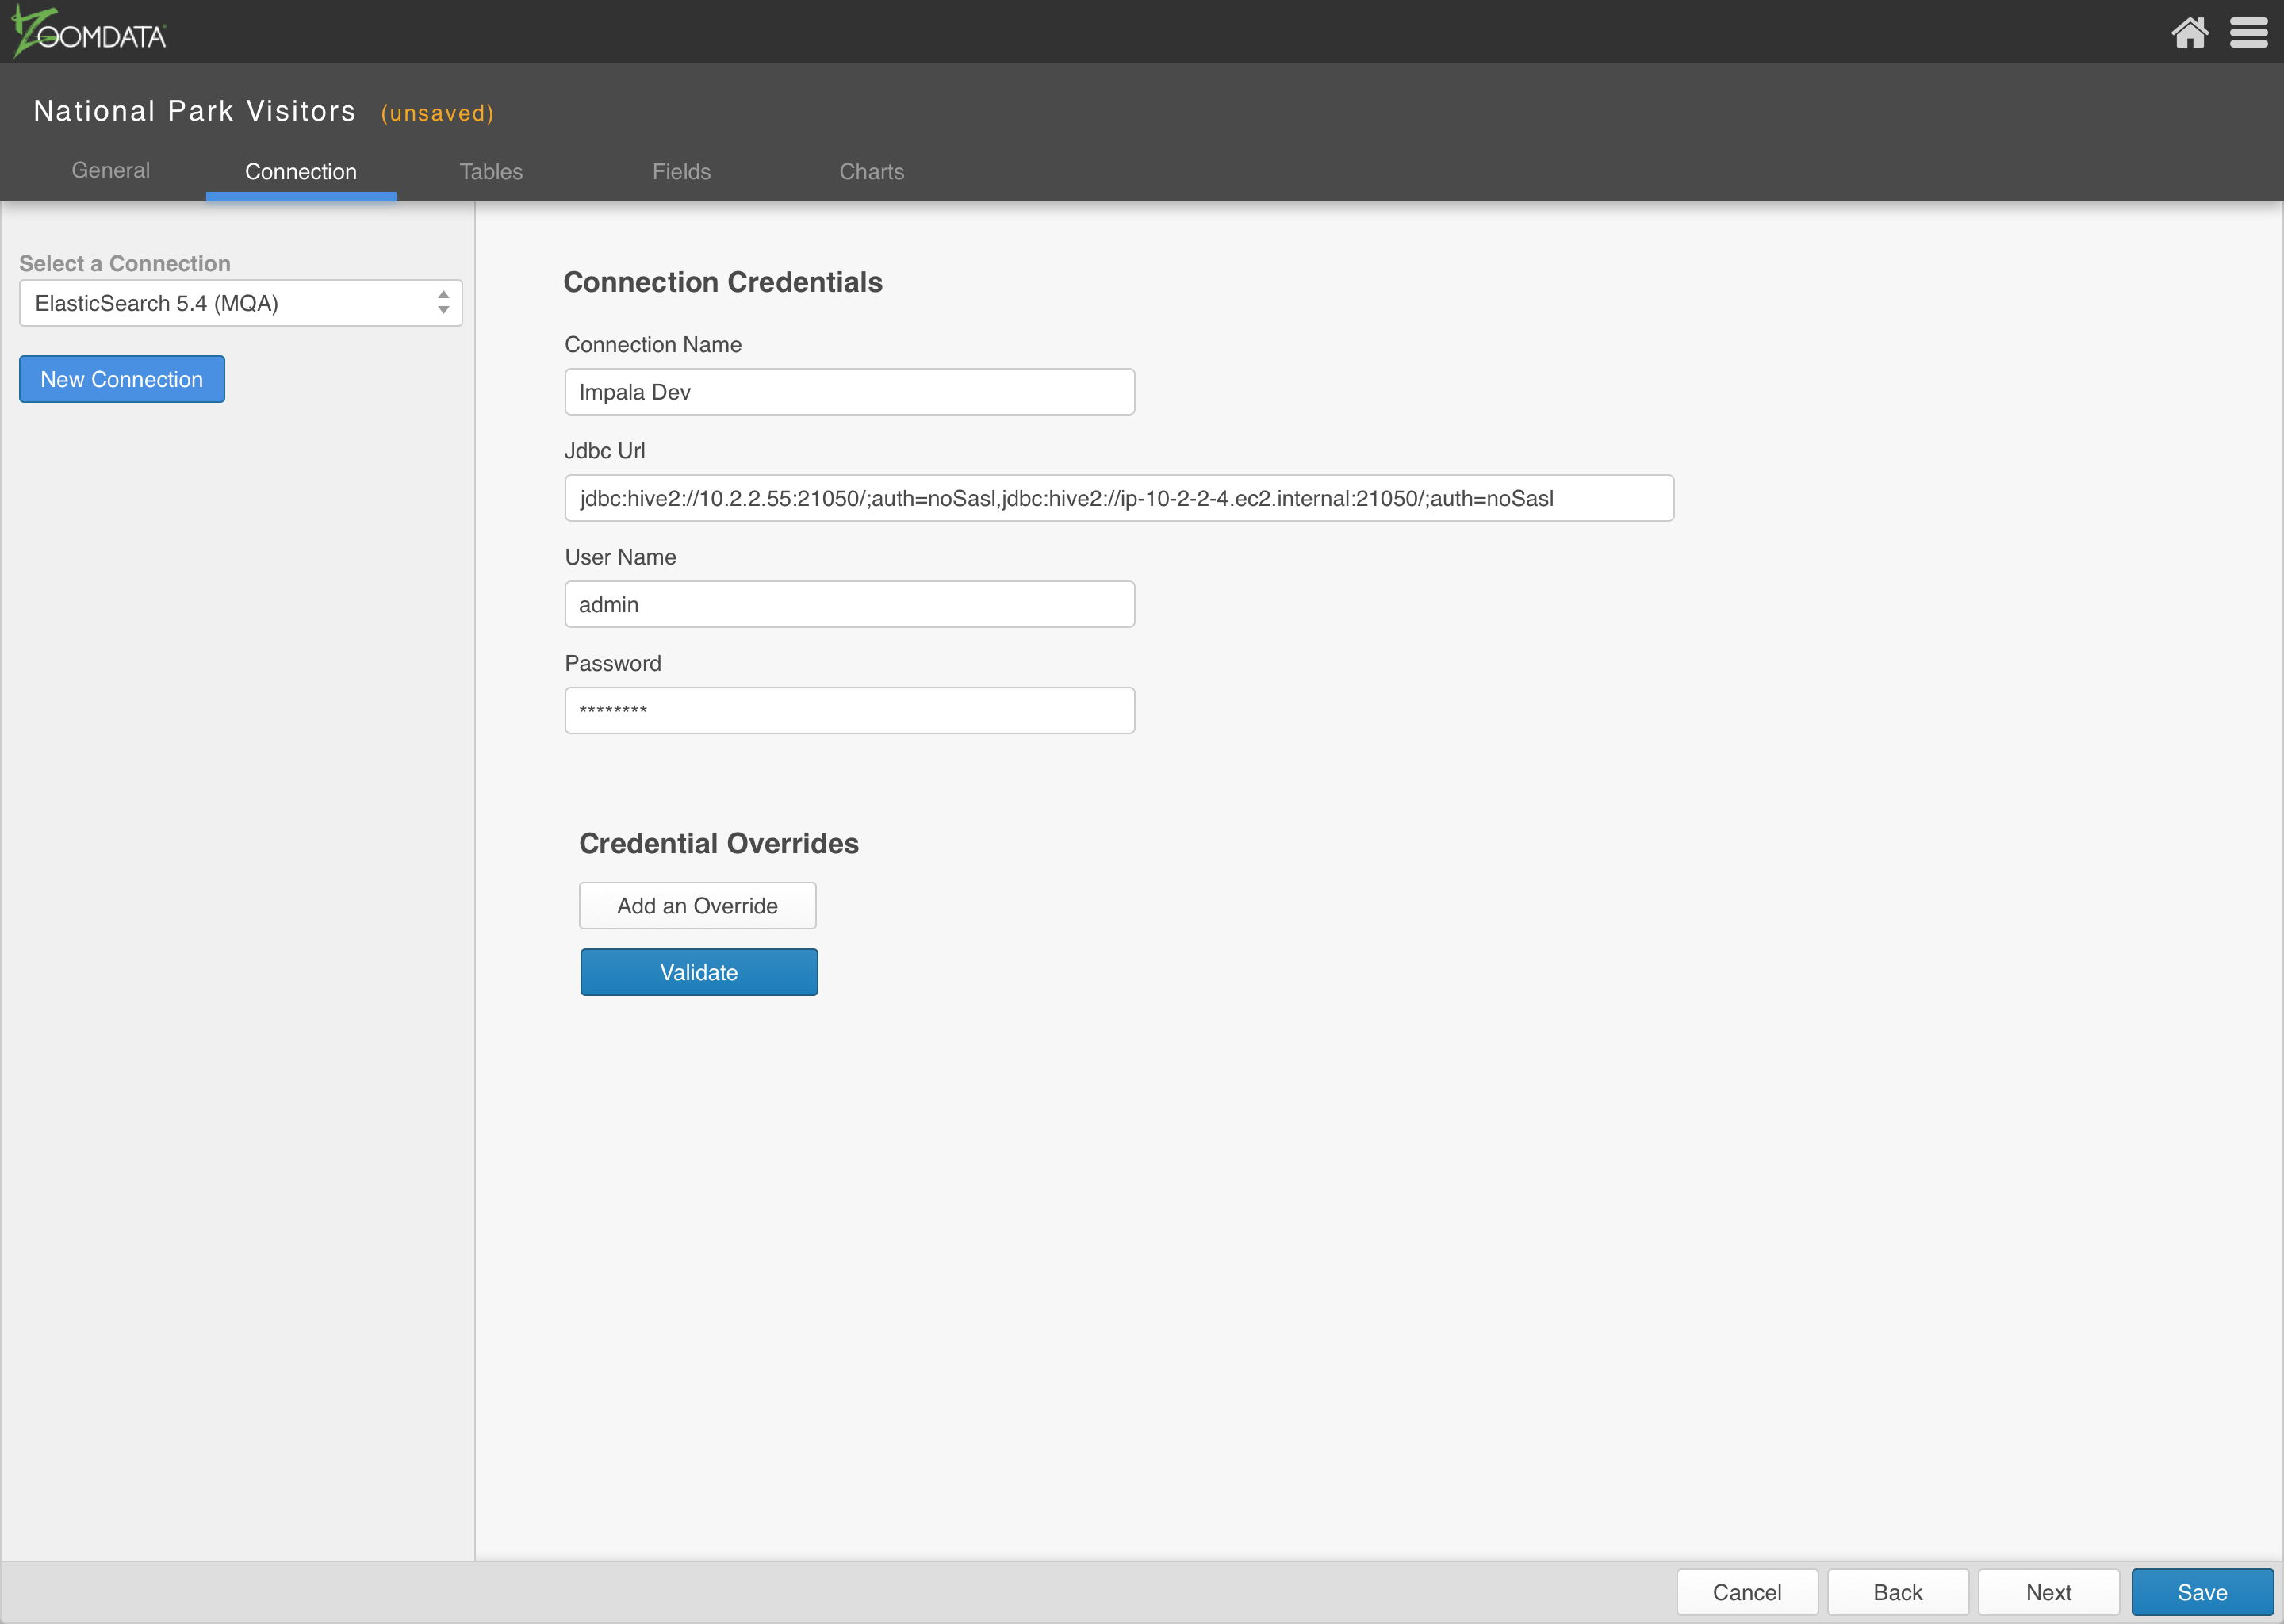 ZOOMDATA
National Park Visitors (unsaved)
General Connection Tables Fields Charts
Select a Connection
ElasticSearch 5.4 (MQA)
New Connection
Connection Credentials
Connection Name
Impala Dev
Jdbc Url
jdbc:hive2://10.2.2.55:21050/;auth=noSasl,jdbc:hive2://ip-10-2-2-4.ec2.internal:21050/;auth=noSasl
User Name
admin
Password
********
Credential Overrides
Add an Override
Validate
Cancel Back Next Save